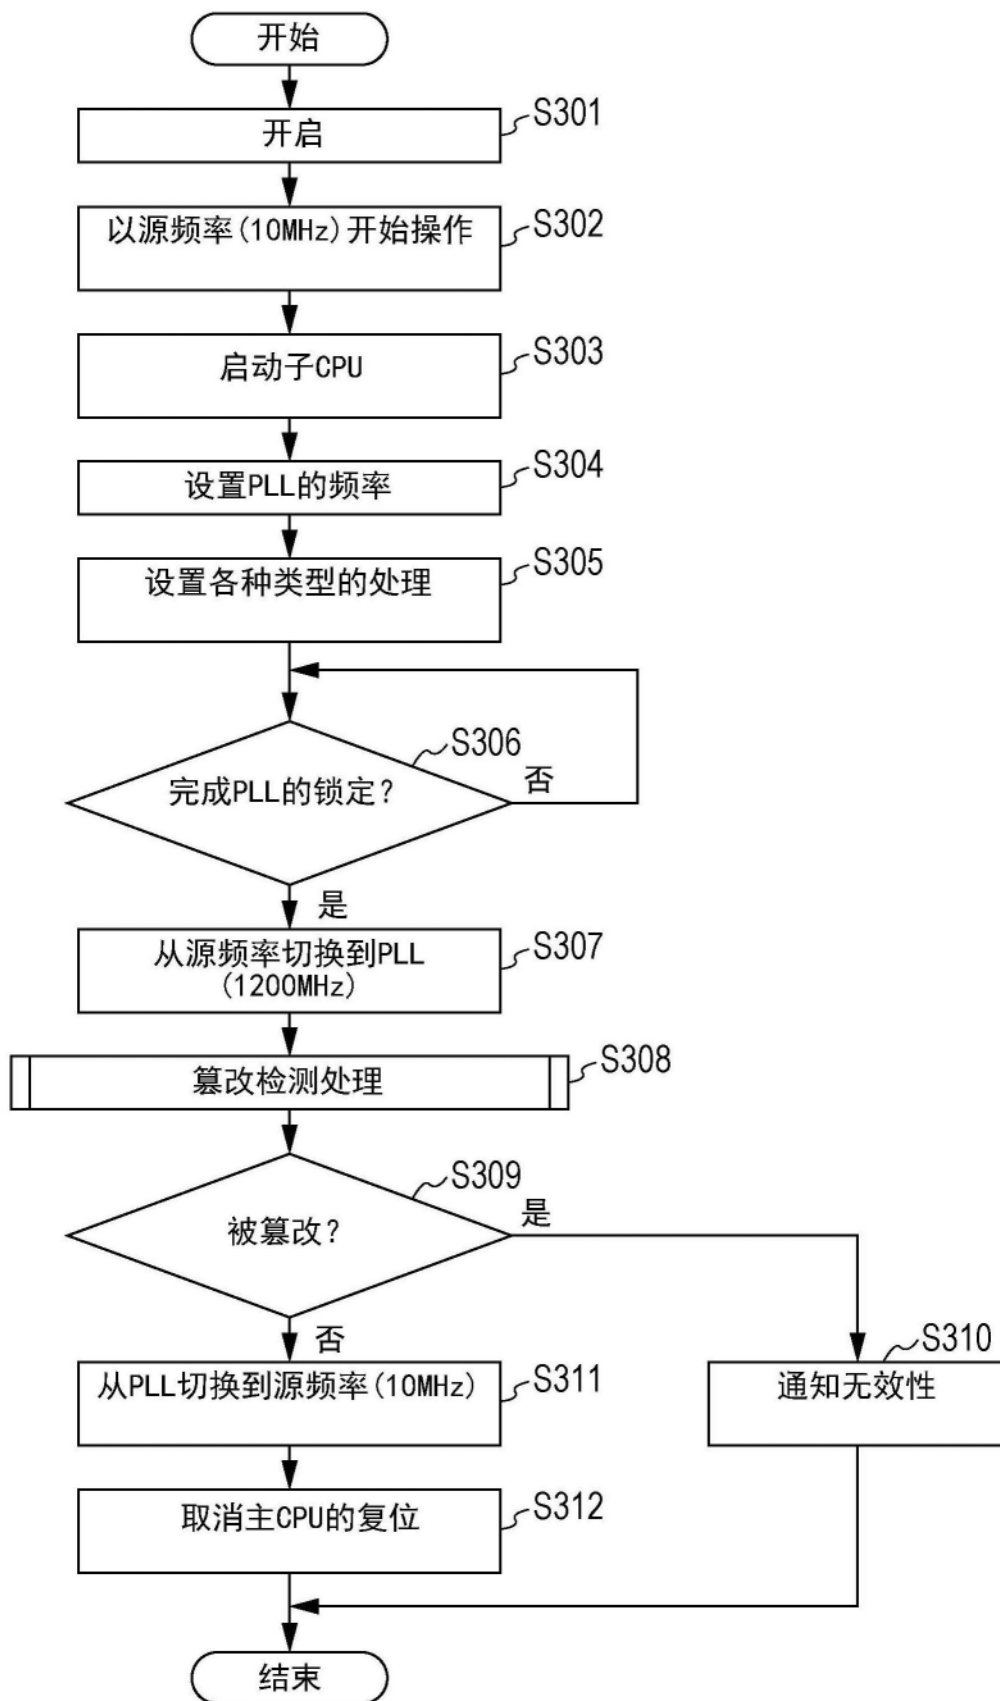 开始
开启
S301
以源频率(10MHz)开始操作
S302
启动子CPU
S303
设置PLL的频率
S304
设置各种类型的处理
S305
完成PLL的锁定?
S306
否
是
从源频率切换到PLL
(1200MHz)
S307
篡改检测处理
S308
被篡改?
S309
是
否
从PLL切换到源频率(10MHz)
S311
通知无效性
S310
取消主CPU的复位
S312
结束